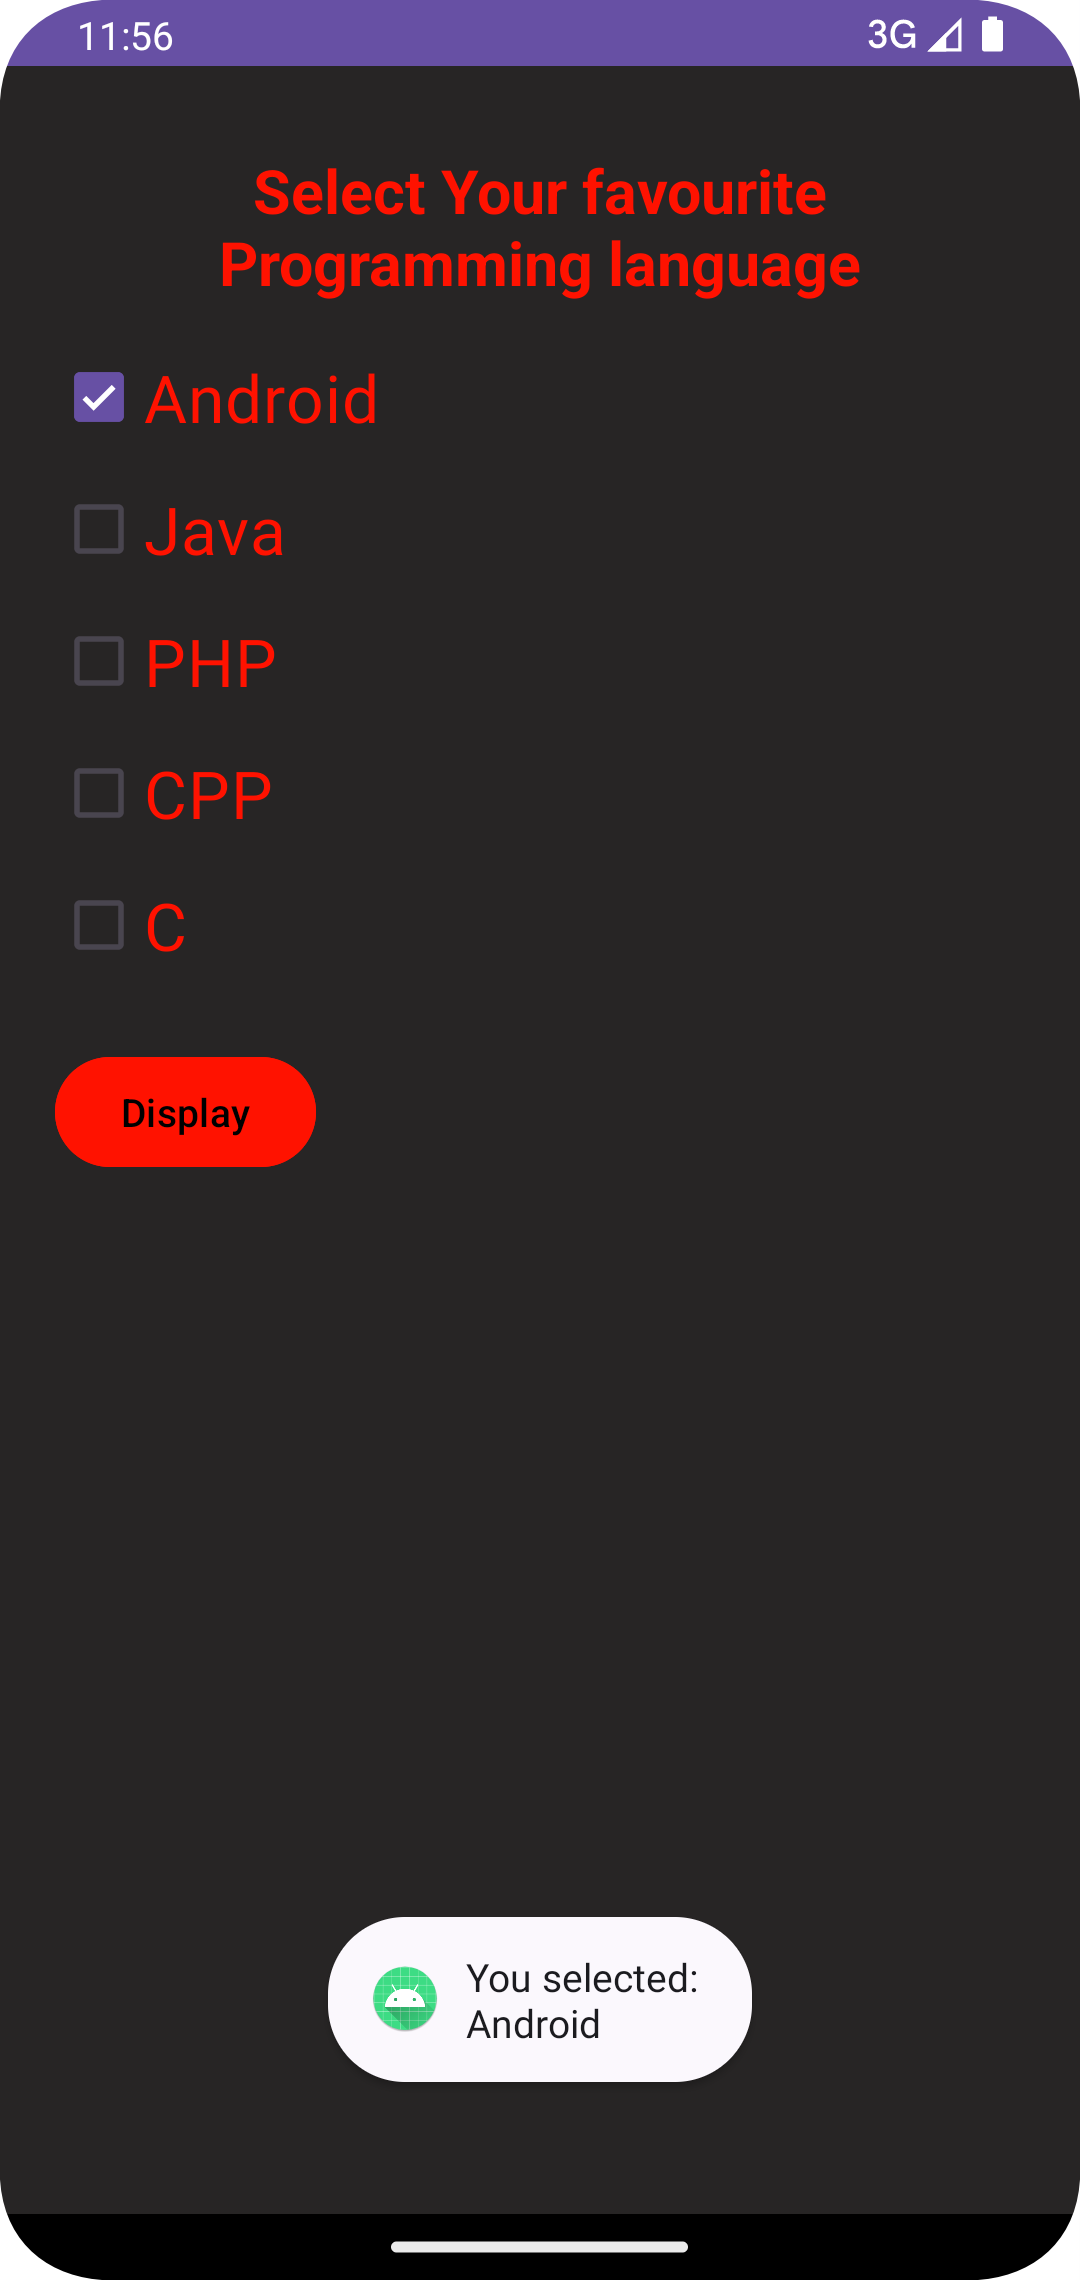 11:56 3G
Select Your favourite
Programming language
Android
Java
PHP
CPP
C
Display
You selected:
Android